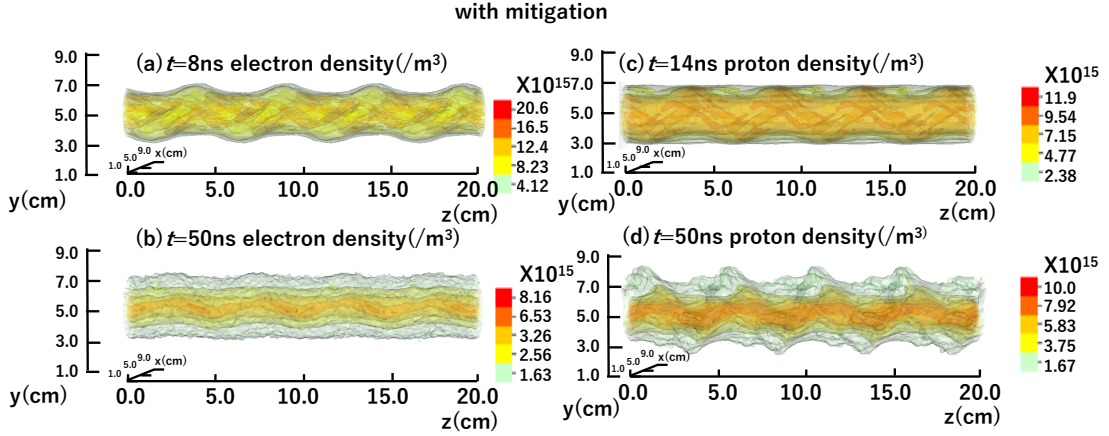 with mitigation
(a) t=8ns electron density(/m³)
9.0
7.0
5.0
3.0
1.0
1.0 5.0 9.0 x(cm)
0.0 5.0 10.0 15.0 20.0
y(cm)
z(cm)
X10¹⁵
20.6
16.5
12.4
8.23
4.12
(c) t=14ns proton density(/m³)
9.0
7.0
5.0
3.0
1.0
1.0 5.0 9.0 x(cm)
0.0 5.0 10.0 15.0 20.0
y(cm)
z(cm)
X10¹⁵
11.9
9.54
7.15
4.77
2.38
(b) t=50ns electron density(/m³)
9.0
7.0
5.0
3.0
1.0
1.0 5.0 9.0 x(cm)
0.0 5.0 10.0 15.0 20.0
y(cm)
z(cm)
X10¹⁵
8.16
6.53
3.26
2.56
1.63
(d) t=50ns proton density(/m³)
9.0
7.0
5.0
3.0
1.0
1.0 5.0 9.0 x(cm)
0.0 5.0 10.0 15.0 20.0
y(cm)
z(cm)
X10¹⁵
10.0
7.92
5.83
3.75
1.67